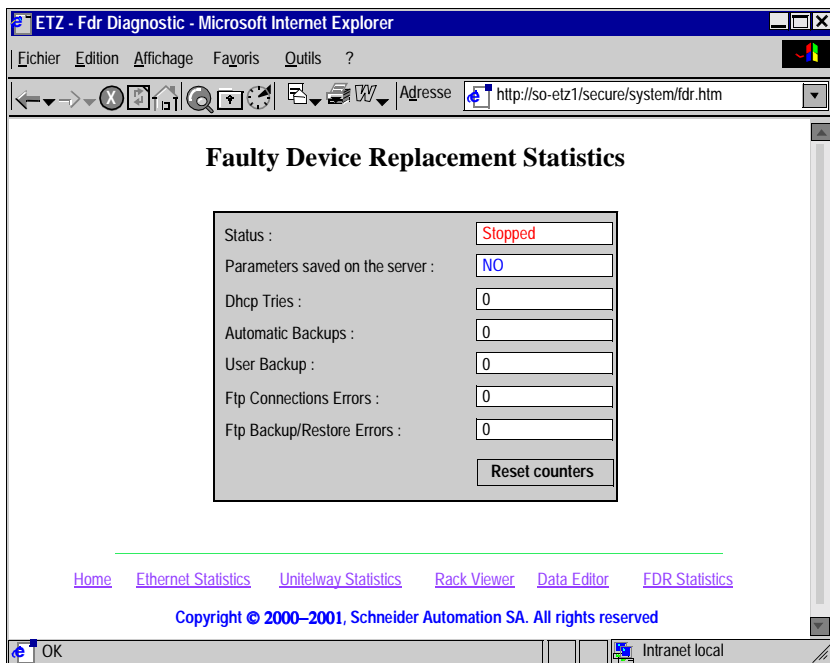 ETZ - Fdr Diagnostic - Microsoft Internet Explorer
Fichier Edition Affichage Favoris Outils ?
Adresse http://so-etz1/secure/system/fdr.htm
Faulty Device Replacement Statistics
Status : Stopped
Parameters saved on the server : NO
Dhcp Tries : 0
Automatic Backups : 0
User Backup : 0
Ftp Connections Errors : 0
Ftp Backup/Restore Errors : 0
Reset counters
Home Ethernet Statistics Unitelway Statistics Rack Viewer Data Editor FDR Statistics
Copyright © 2000–2001, Schneider Automation SA. All rights reserved
OK Intranet local